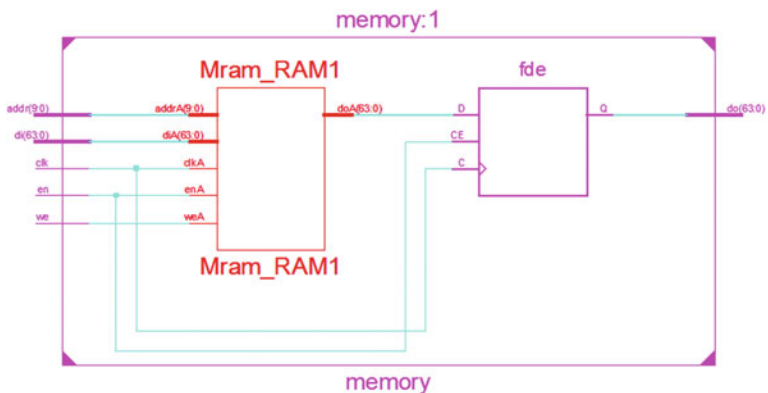 memory:1
Mram_RAM1
fde
addr(9:0)
addrA(9:0)
doA(63:0)
D
Q
do(63:0)
di(63:0)
diA(63:0)
CE
clk
clkA
C
en
enA
we
weA
Mram_RAM1
memory